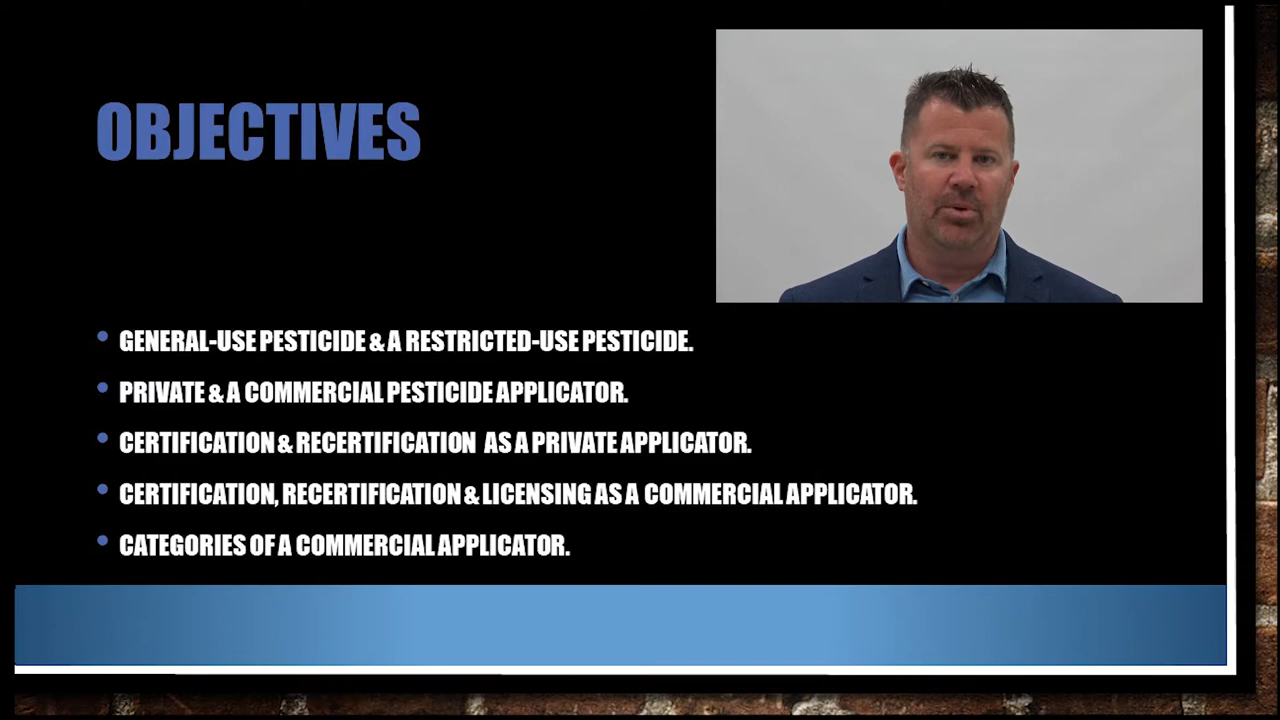 OBJECTIVES
GENERAL-USE PESTICIDE & A RESTRICTED-USE PESTICIDE.
PRIVATE & A COMMERCIAL PESTICIDE APPLICATOR.
CERTIFICATION & RECERTIFICATION AS A PRIVATE APPLICATOR.
CERTIFICATION, RECERTIFICATION & LICENSING AS A COMMERCIAL APPLICATOR.
CATEGORIES OF A COMMERCIAL APPLICATOR.